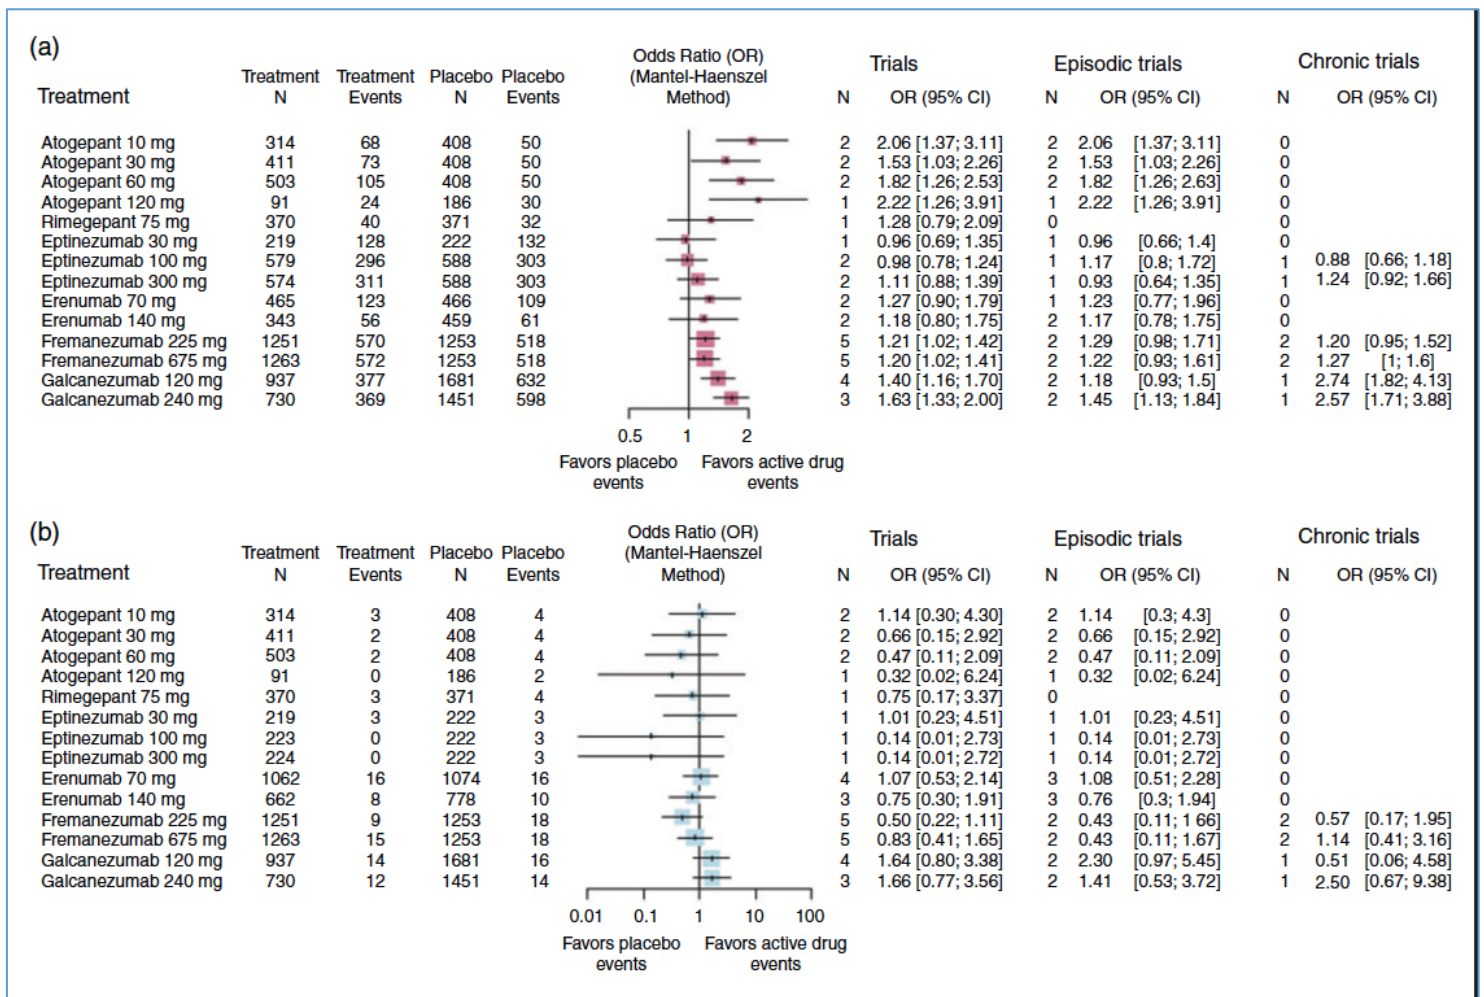 (a)
Odds Ratio (OR) Trials Episodic trials Chronic trials
Treatment Treatment Placebo Placebo (Mantel-Haenszel
Treatment N Events N Events Method) N OR (95% CI) N OR (95% CI) N OR (95% CI)
Atogepant 10 mg 314 68 408 50 2 2.06 [1.37; 3.11] 2 2.06 [1.37; 3.11] 0
Atogepant 30 mg 411 73 408 50 2 1.53 [1.03; 2.26] 2 1.53 [1.03; 2.26] 0
Atogepant 60 mg 503 105 408 50 2 1.82 [1.26; 2.53] 2 1.82 [1.26; 2.63] 0
Atogepant 120 mg 91 24 186 30 1 2.22 [1.26; 3.91] 1 2.22 [1.26; 3.91] 0
Rimegepant 75 mg 370 40 371 32 1 1.28 [0.79; 2.09] 0 0
Eptinezumab 30 mg 219 128 222 132 1 0.96 [0.69; 1.35] 1 0.96 [0.66; 1.4] 0
Eptinezumab 100 mg 579 296 588 303 2 0.98 [0.78; 1.24] 1 1.17 [0.8; 1.72] 1 0.88 [0.66; 1.18]
Eptinezumab 300 mg 574 311 588 303 2 1.11 [0.88; 1.39] 1 0.93 [0.64; 1.35] 1 1.24 [0.92; 1.66]
Erenumab 70 mg 465 123 466 109 2 1.27 [0.90; 1.79] 1 1.23 [0.77; 1.96] 0
Erenumab 140 mg 343 56 459 61 2 1.18 [0.80; 1.75] 2 1.17 [0.78; 1.75] 0
Fremanezumab 225 mg 1251 570 1253 518 5 1.21 [1.02; 1.42] 2 1.29 [0.98; 1.71] 2 1.20 [0.95; 1.52]
Fremanezumab 675 mg 1263 572 1253 518 5 1.20 [1.02; 1.41] 2 1.22 [0.93; 1.61] 2 1.27 [1; 1.6]
Galcanezumab 120 mg 937 377 1681 632 4 1.40 [1.16; 1.70] 2 1.18 [0.93; 1.5] 1 2.74 [1.82; 4.13]
Galcanezumab 240 mg 730 369 1451 598 3 1.63 [1.33; 2.00] 2 1.45 [1.13; 1.84] 1 2.57 [1.71; 3.88]
0.5 1 2
Favors placebo Favors active drug
events events
(b)
Odds Ratio (OR) Trials Episodic trials Chronic trials
Treatment Treatment Placebo Placebo (Mantel-Haenszel
Treatment N Events N Events Method) N OR (95% CI) N OR (95% CI) N OR (95% CI)
Atogepant 10 mg 314 3 408 4 2 1.14 [0.30; 4.30] 2 1.14 [0.3; 4.3] 0
Atogepant 30 mg 411 2 408 4 2 0.66 [0.15; 2.92] 2 0.66 [0.15; 2.92] 0
Atogepant 60 mg 503 2 408 4 2 0.47 [0.11; 2.09] 2 0.47 [0.11; 2.09] 0
Atogepant 120 mg 91 0 186 2 1 0.32 [0.02; 6.24] 1 0.32 [0.02; 6.24] 0
Rimegepant 75 mg 370 3 371 4 1 0.75 [0.17; 3.37] 0 0
Eptinezumab 30 mg 219 3 222 3 1 1.01 [0.23; 4.51] 1 1.01 [0.23; 4.51] 0
Eptinezumab 100 mg 223 0 222 3 1 0.14 [0.01; 2.73] 1 0.14 [0.01; 2.73] 0
Eptinezumab 300 mg 224 0 222 3 1 0.14 [0.01; 2.72] 1 0.14 [0.01; 2.72] 0
Erenumab 70 mg 1062 16 1074 16 4 1.07 [0.53; 2.14] 3 1.08 [0.51; 2.28] 0
Erenumab 140 mg 662 8 778 10 3 0.75 [0.30; 1.91] 3 0.76 [0.3; 1.94] 0
Fremanezumab 225 mg 1251 9 1253 18 5 0.50 [0.22; 1.11] 2 0.43 [0.11; 1 66] 2 0.57 [0.17; 1.95]
Fremanezumab 675 mg 1263 15 1253 18 5 0.83 [0.41; 1.65] 2 0.43 [0.11; 1.67] 2 1.14 [0.41; 3.16]
Galcanezumab 120 mg 937 14 1681 16 4 1.64 [0.80; 3.38] 2 2.30 [0.97; 5.45] 1 0.51 [0.06; 4.58]
Galcanezumab 240 mg 730 12 1451 14 3 1.66 [0.77; 3.56] 2 1.41 [0.53; 3.72] 1 2.50 [0.67; 9.38]
0.01 0.1 1 10 100
Favors placebo Favors active drug
events events